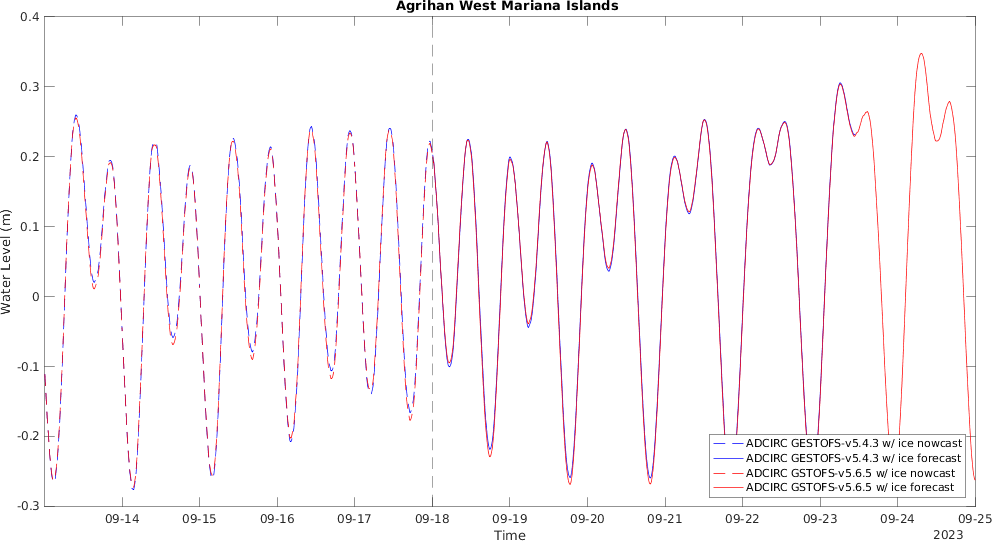 Agrihan West Mariana Islands
0.4
0.3
0.2
0.1
0
-0.1
-0.2
-0.3
Water Level (m)
ADCIRC GESTOFS-v5.4.3 w/ ice nowcast
ADCIRC GESTOFS-v5.4.3 w/ ice forecast
ADCIRC GSTOFS-v5.6.5 w/ ice nowcast
ADCIRC GSTOFS-v5.6.5 w/ ice forecast
09-14 09-15 09-16 09-17 09-18 09-19 09-20 09-21 09-22 09-23 09-24 09-25
Time
2023